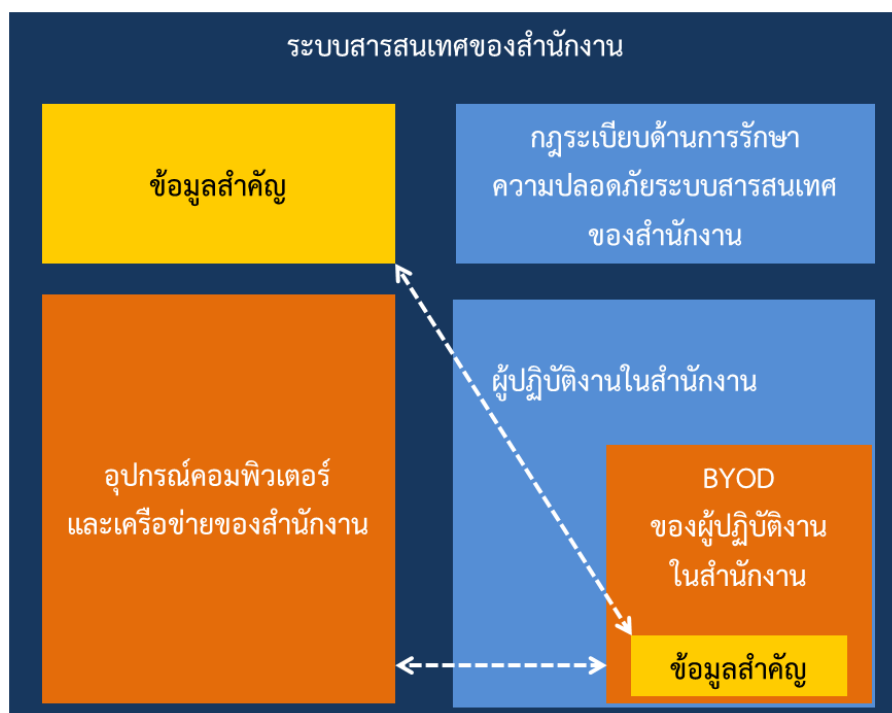 ระบบสารสนเทศของสำนักงาน
ข้อมูลสำคัญ
กฎระเบียบด้านการรักษา
ความปลอดภัยระบบสารสนเทศ
ของสำนักงาน
ผู้ปฏิบัติงานในสำนักงาน
อุปกรณ์คอมพิวเตอร์
และเครือข่ายของสำนักงาน
BYOD
ของผู้ปฏิบัติงาน
ในสำนักงาน
ข้อมูลสำคัญ